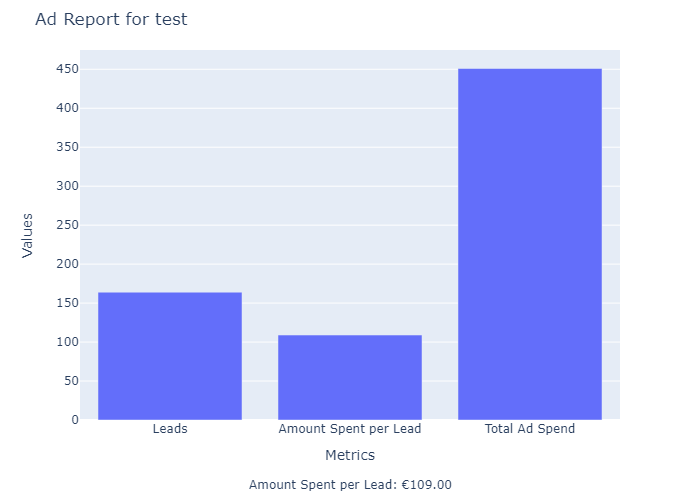 Ad Report for test
450
400
350
300
250
200
150
100
50
0
Values
Leads
Amount Spent per Lead
Total Ad Spend
Metrics
Amount Spent per Lead: €109.00